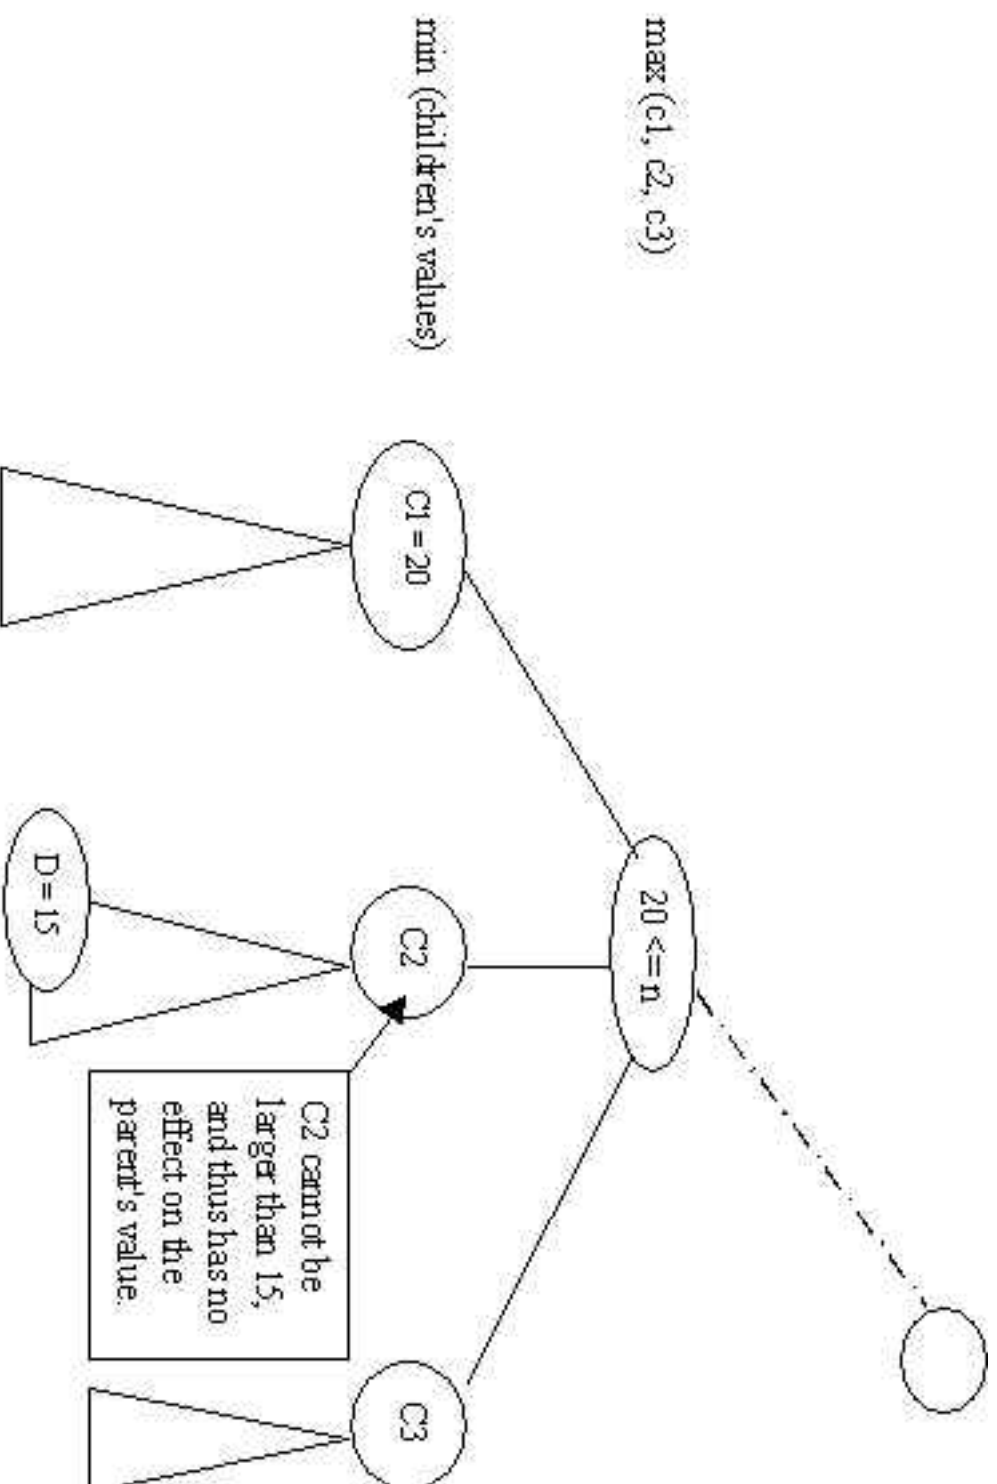 max (c1, c2, c3)
20 <= n
min (children's values)
C1 = 20
C2
C3
D = 15
C2 cannot be
larger than 15,
and thus has no
effect on the
parent's value.